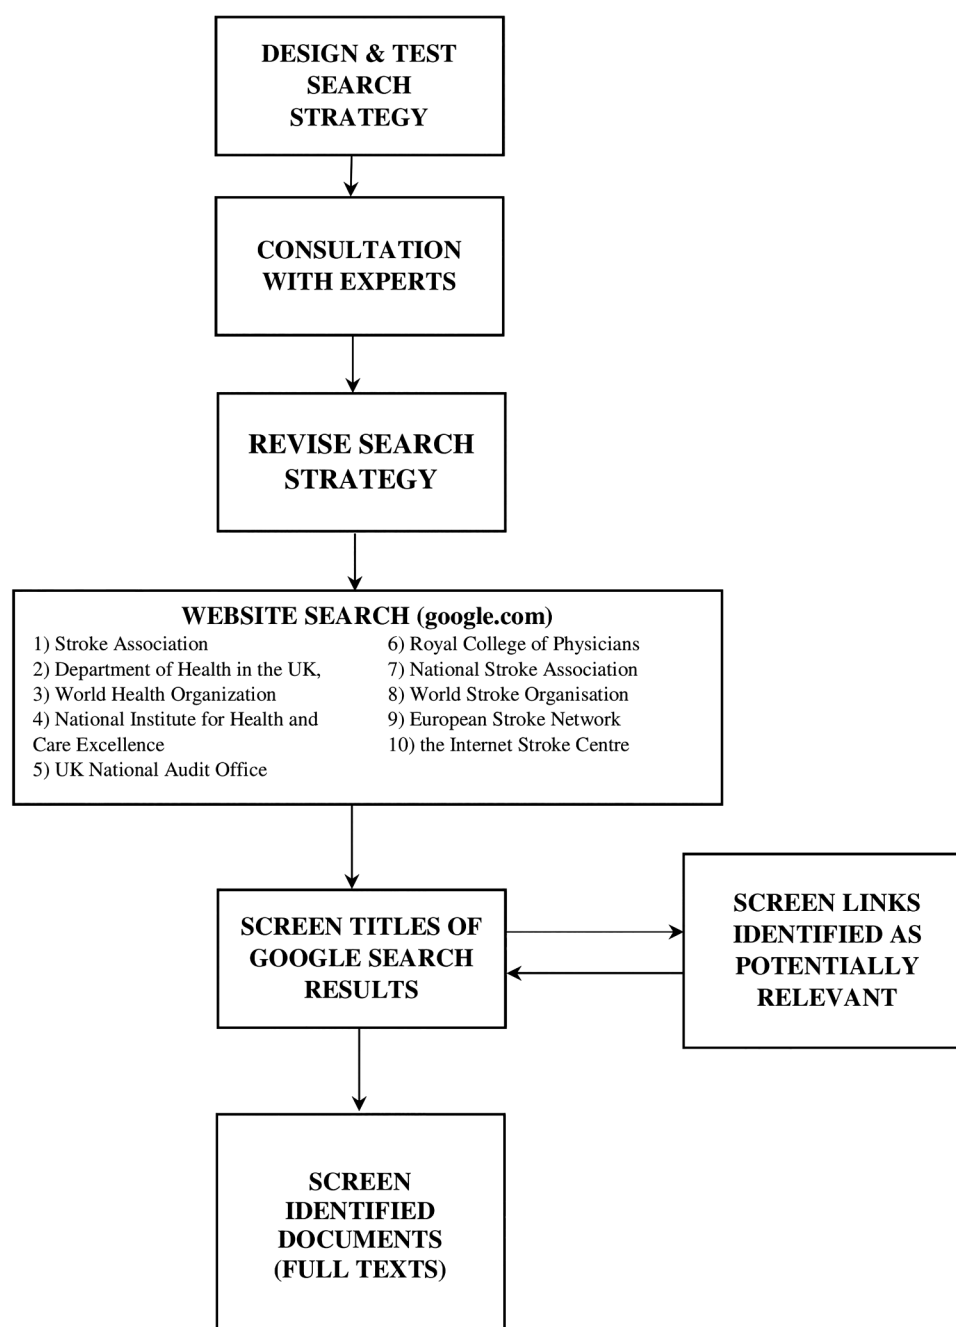 DESIGN & TEST
SEARCH
STRATEGY
CONSULTATION
WITH EXPERTS
REVISE SEARCH
STRATEGY
WEBSITE SEARCH (google.com)
1) Stroke Association
2) Department of Health in the UK,
3) World Health Organization
4) National Institute for Health and
Care Excellence
5) UK National Audit Office
6) Royal College of Physicians
7) National Stroke Association
8) World Stroke Organisation
9) European Stroke Network
10) the Internet Stroke Centre
SCREEN TITLES OF
GOOGLE SEARCH
RESULTS
SCREEN LINKS
IDENTIFIED AS
POTENTIALLY
RELEVANT
SCREEN
IDENTIFIED
DOCUMENTS
(FULL TEXTS)